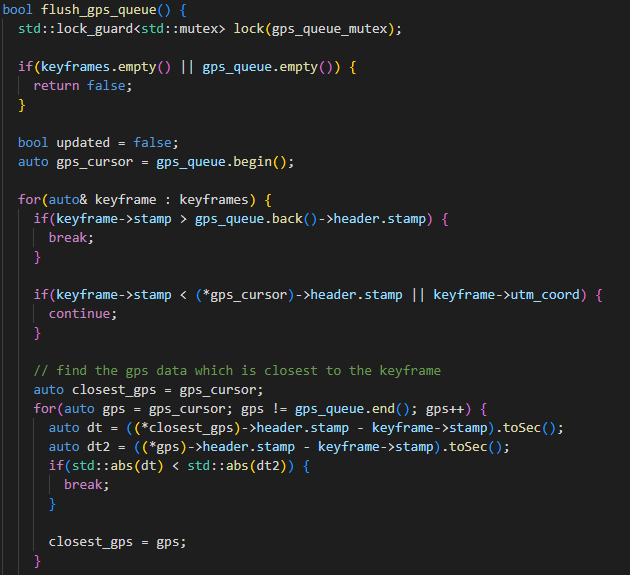 bool flush_gps_queue() {
  std::lock_guard<std::mutex> lock(gps_queue_mutex);

  if(keyframes.empty() || gps_queue.empty()) {
    return false;
  }

  bool updated = false;
  auto gps_cursor = gps_queue.begin();

  for(auto& keyframe : keyframes) {
    if(keyframe->stamp > gps_queue.back()->header.stamp) {
      break;
    }

    if(keyframe->stamp < (*gps_cursor)->header.stamp || keyframe->utm_coord) {
      continue;
    }

    // find the gps data which is closest to the keyframe
    auto closest_gps = gps_cursor;
    for(auto gps = gps_cursor; gps != gps_queue.end(); gps++) {
      auto dt = ((*closest_gps)->header.stamp - keyframe->stamp).toSec();
      auto dt2 = ((*gps)->header.stamp - keyframe->stamp).toSec();
      if(std::abs(dt) < std::abs(dt2)) {
        break;
      }

      closest_gps = gps;
    }